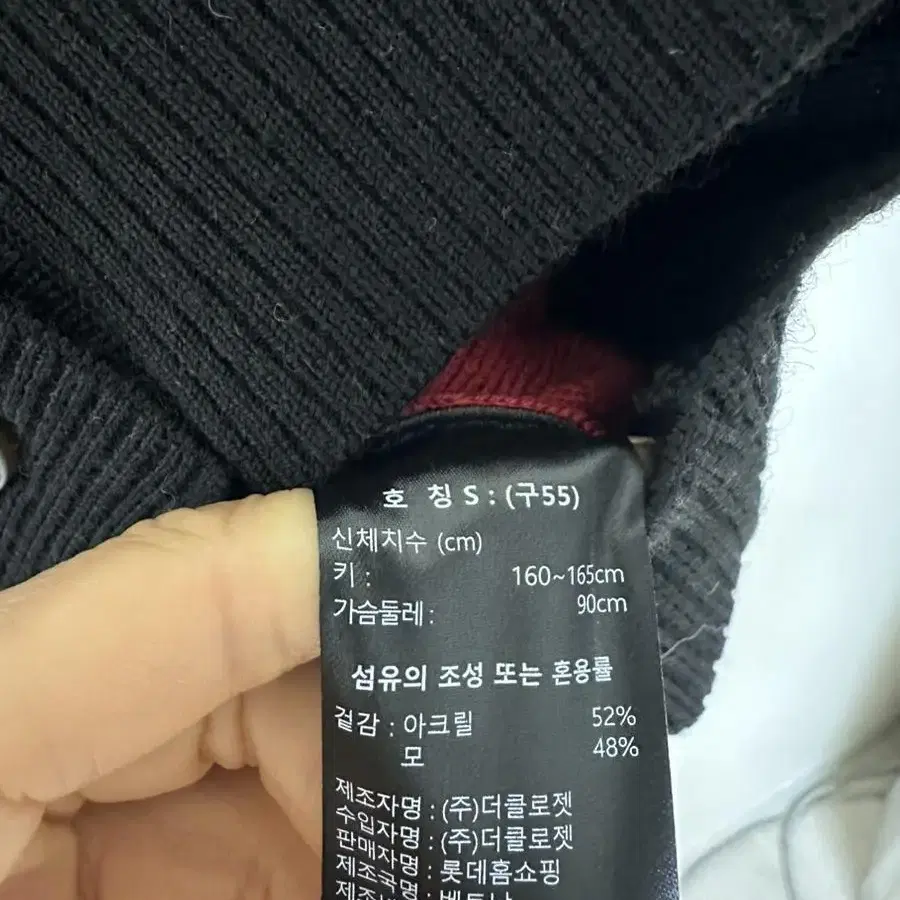 호 칭 S : (구55)
신체치수 (cm)
키 : 160~165cm
가슴둘레 : 90cm
섬유의 조성 또는 혼용률
겉감 : 아크릴 52%
모 48%
제조자명 : (주)더클로젯
수입자명 : (주)더클로젯
판매자명 : 롯데홈쇼핑
제조국명 : 베트남